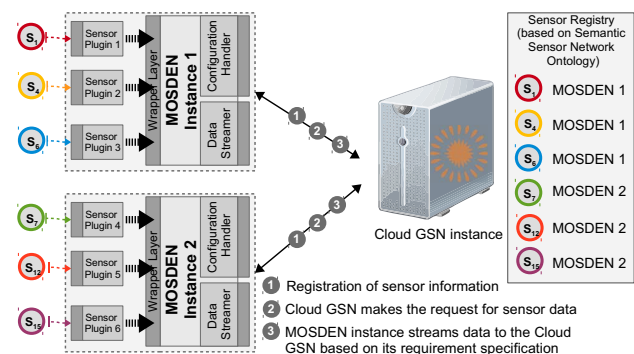 S1
Sensor
Plugin 1
S4
Sensor
Plugin 2
S6
Sensor
Plugin 3
Wrapper Layer
MOSDEN
Instance 1
Configuration
Handler
Data
Streamer
S7
Sensor
Plugin 4
S12
Sensor
Plugin 5
S15
Sensor
Plugin 6
Wrapper Layer
MOSDEN
Instance 2
Configuration
Handler
Data
Streamer
1
2
3
1
2
3
Cloud GSN instance
1 Registration of sensor information
2 Cloud GSN makes the request for sensor data
3 MOSDEN instance streams data to the Cloud
GSN based on its requirement specification
Sensor Registry
(based on Semantic
Sensor Network
Ontology)
S1 MOSDEN 1
S4 MOSDEN 1
S6 MOSDEN 1
S7 MOSDEN 2
S12 MOSDEN 2
S15 MOSDEN 2